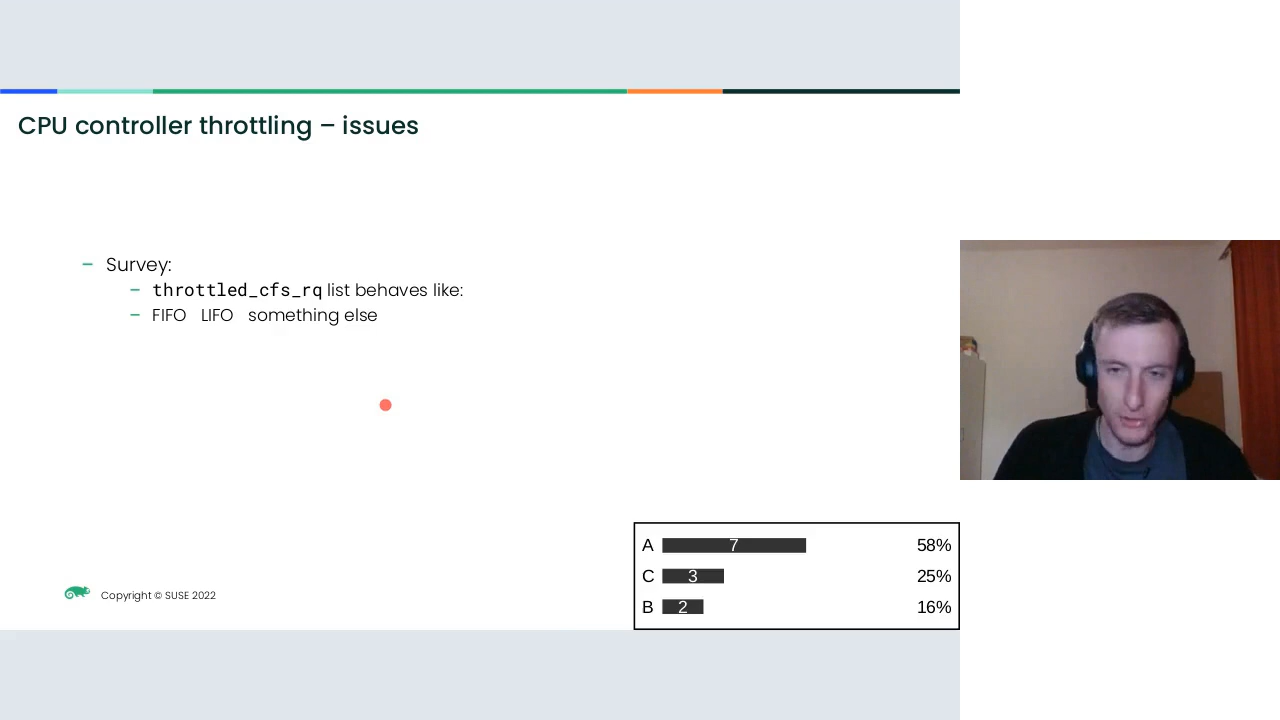 CPU controller throttling – issues
– Survey:
– throttled_cfs_rq list behaves like:
– FIFO LIFO something else
A 7 58%
C 3 25%
B 2 16%
Copyright © SUSE 2022